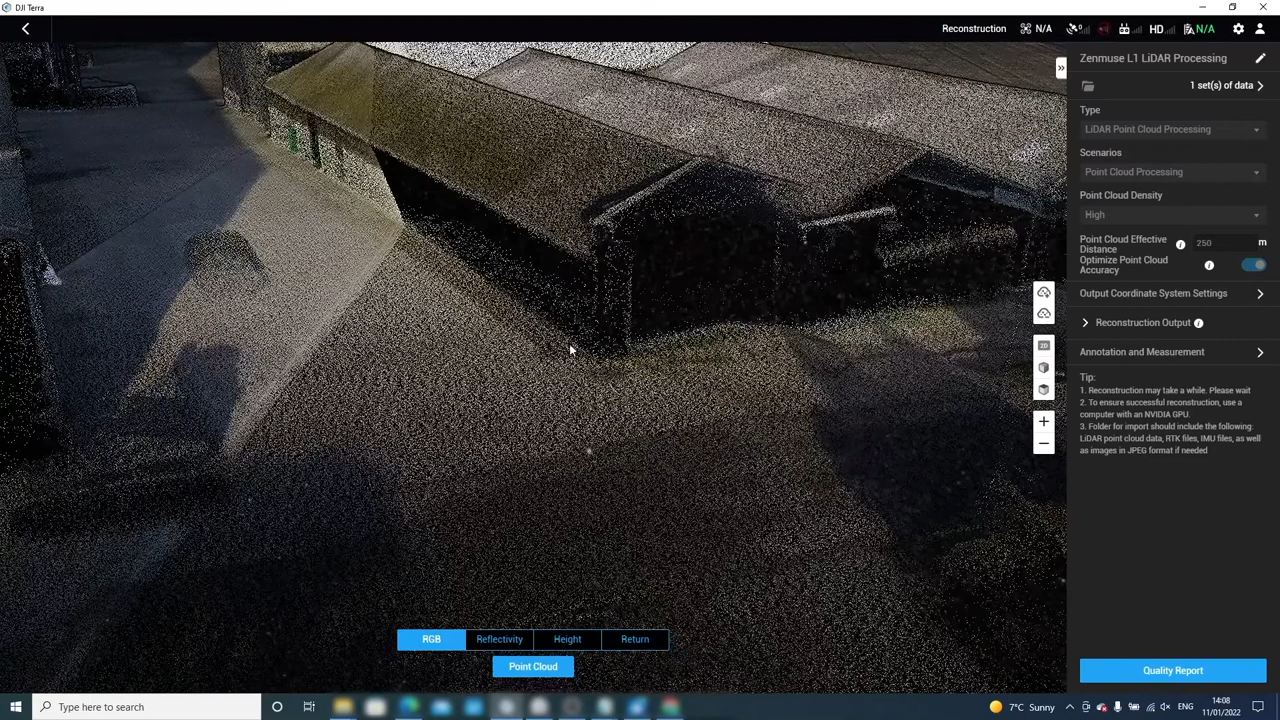 DJI Terra
Reconstruction N/A HD N/A
Zenmuse L1 LiDAR Processing
1 set(s) of data
Type
LiDAR Point Cloud Processing
Scenarios
Point Cloud Processing
Point Cloud Density
High
Point Cloud Effective
Distance
250 m
Optimize Point Cloud
Accuracy
Output Coordinate System Settings
Reconstruction Output
2D
Annotation and Measurement
Tip:
1. Reconstruction may take a while. Please wait
2. To ensure successful reconstruction, use a
computer with an NVIDIA GPU.
3. Folder for import should include the following:
LiDAR point cloud data, RTK files, IMU files, as well
as images in JPEG format if needed
RGB Reflectivity Height Return
Point Cloud
Quality Report
Type here to search
7°C Sunny
ENG
14:08
11/01/2022